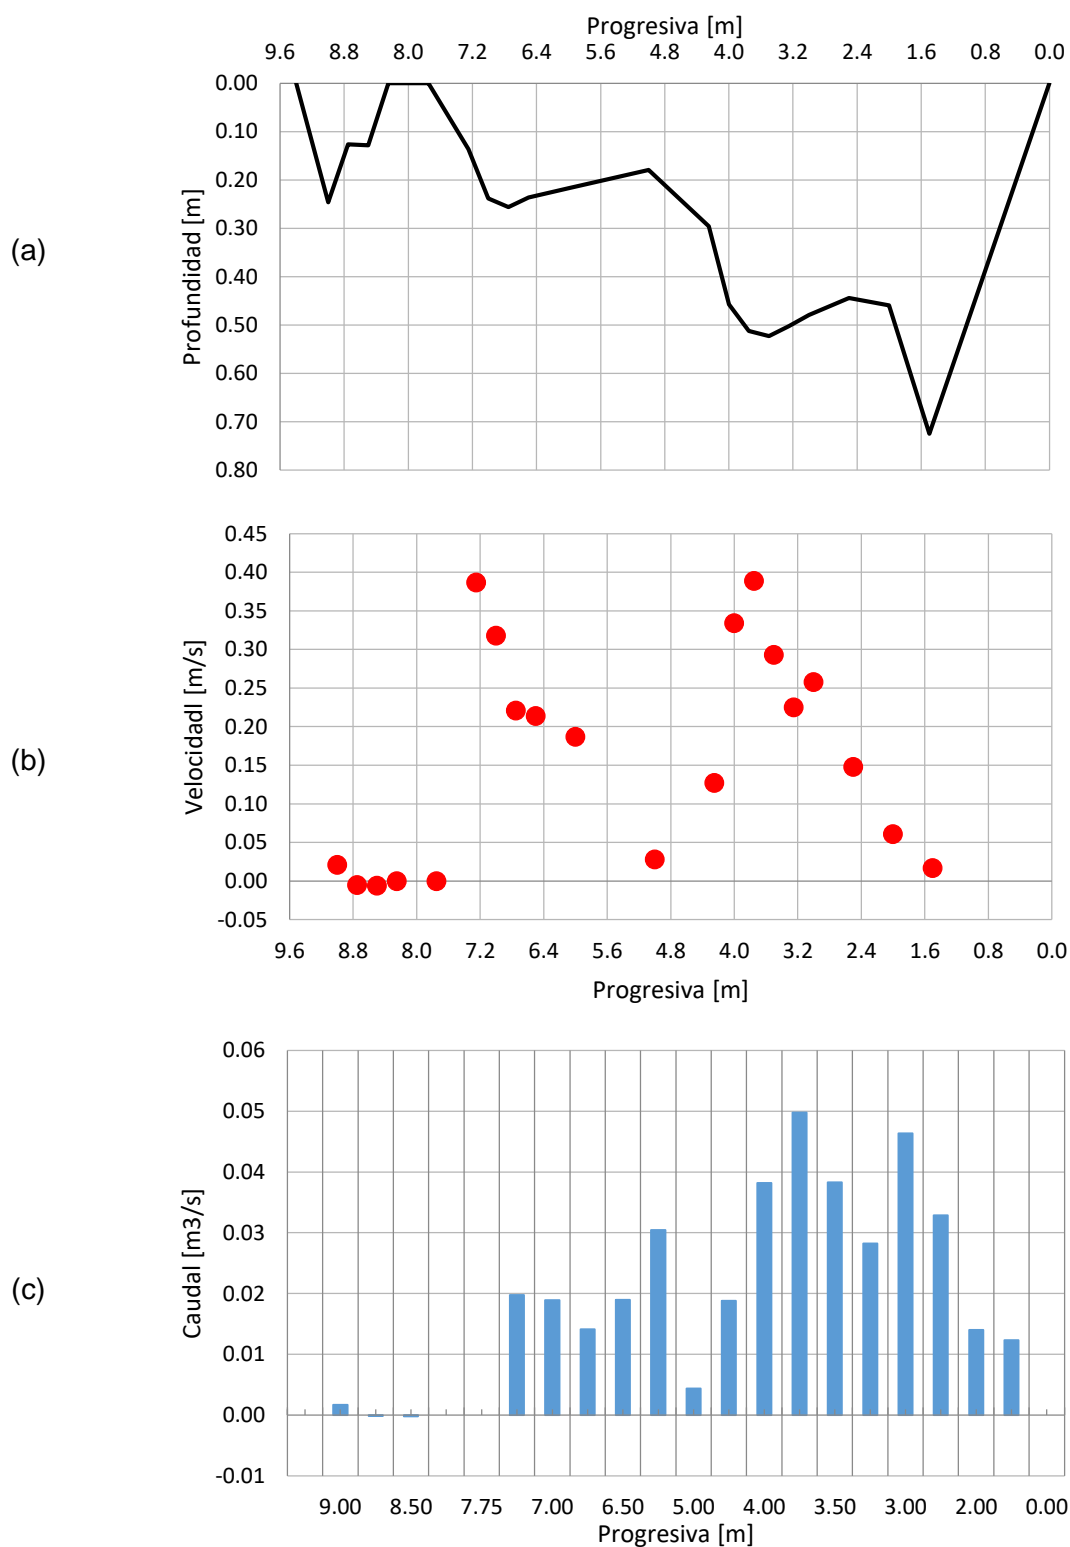 Progresiva [m]
9.6 8.8 8.0 7.2 6.4 5.6 4.8 4.0 3.2 2.4 1.6 0.8 0.0
0.00
0.10
0.20
0.30
0.40
0.50
0.60
0.70
0.80
Profundidad [m]
(a)
0.45
0.40
0.35
0.30
0.25
0.20
0.15
0.10
0.05
0.00
-0.05
Velocidadl [m/s]
(b)
9.6 8.8 8.0 7.2 6.4 5.6 4.8 4.0 3.2 2.4 1.6 0.8 0.0
Progresiva [m]
0.06
0.05
0.04
0.03
0.02
0.01
0.00
-0.01
Caudal [m3/s]
(c)
9.00 8.50 7.75 7.00 6.50 5.00 4.00 3.50 3.00 2.00 0.00
Progresiva [m]